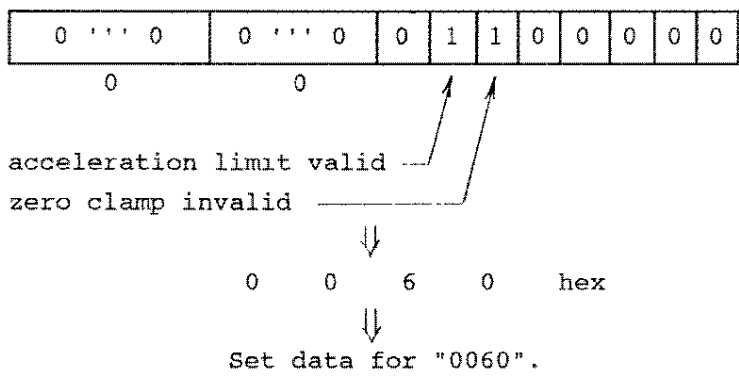 0 ''' 0 0 ''' 0 0 1 1 0 0 0 0 0
0 0
acceleration limit valid
zero clamp invalid
0 0 6 0 hex
Set data for "0060".